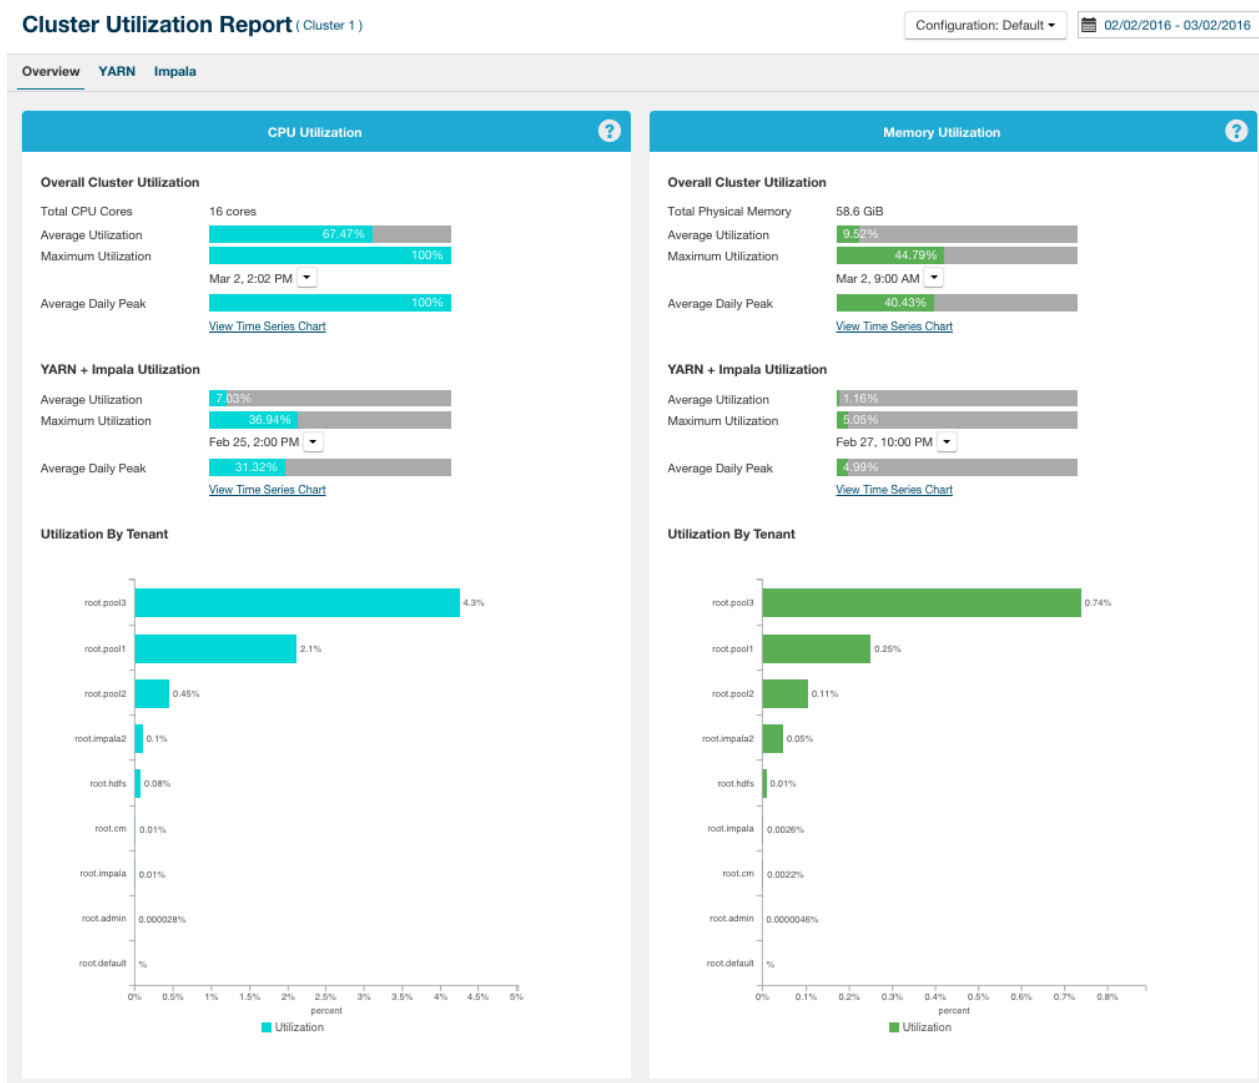 Cluster Utilization Report ( Cluster 1 )
Configuration: Default
02/02/2016 - 03/02/2016
Overview YARN Impala
CPU Utilization
?
Overall Cluster Utilization
Total CPU Cores 16 cores
Average Utilization 67.47%
Maximum Utilization 100%
Mar 2, 2:02 PM
Average Daily Peak 100%
View Time Series Chart
YARN + Impala Utilization
Average Utilization 7.03%
Maximum Utilization 36.94%
Feb 25, 2:00 PM
Average Daily Peak 31.32%
View Time Series Chart
Utilization By Tenant
root.pool3 4.3%
root.pool1 2.1%
root.pool2 0.45%
root.impala2 0.1%
root.hdfs 0.08%
root.cm 0.01%
root.impala 0.01%
root.admin 0.000028%
root.default %
0% 0.5% 1% 1.5% 2% 2.5% 3% 3.5% 4% 4.5% 5%
percent
Utilization
Memory Utilization
?
Overall Cluster Utilization
Total Physical Memory 58.6 GiB
Average Utilization 9.52%
Maximum Utilization 44.79%
Mar 2, 9:00 AM
Average Daily Peak 40.43%
View Time Series Chart
YARN + Impala Utilization
Average Utilization 1.16%
Maximum Utilization 5.05%
Feb 27, 10:00 PM
Average Daily Peak 4.99%
View Time Series Chart
Utilization By Tenant
root.pool3 0.74%
root.pool1 0.25%
root.pool2 0.11%
root.impala2 0.05%
root.hdfs 0.01%
root.impala 0.0026%
root.cm 0.0022%
root.admin 0.0000046%
root.default %
0% 0.1% 0.2% 0.3% 0.4% 0.5% 0.6% 0.7% 0.8%
percent
Utilization